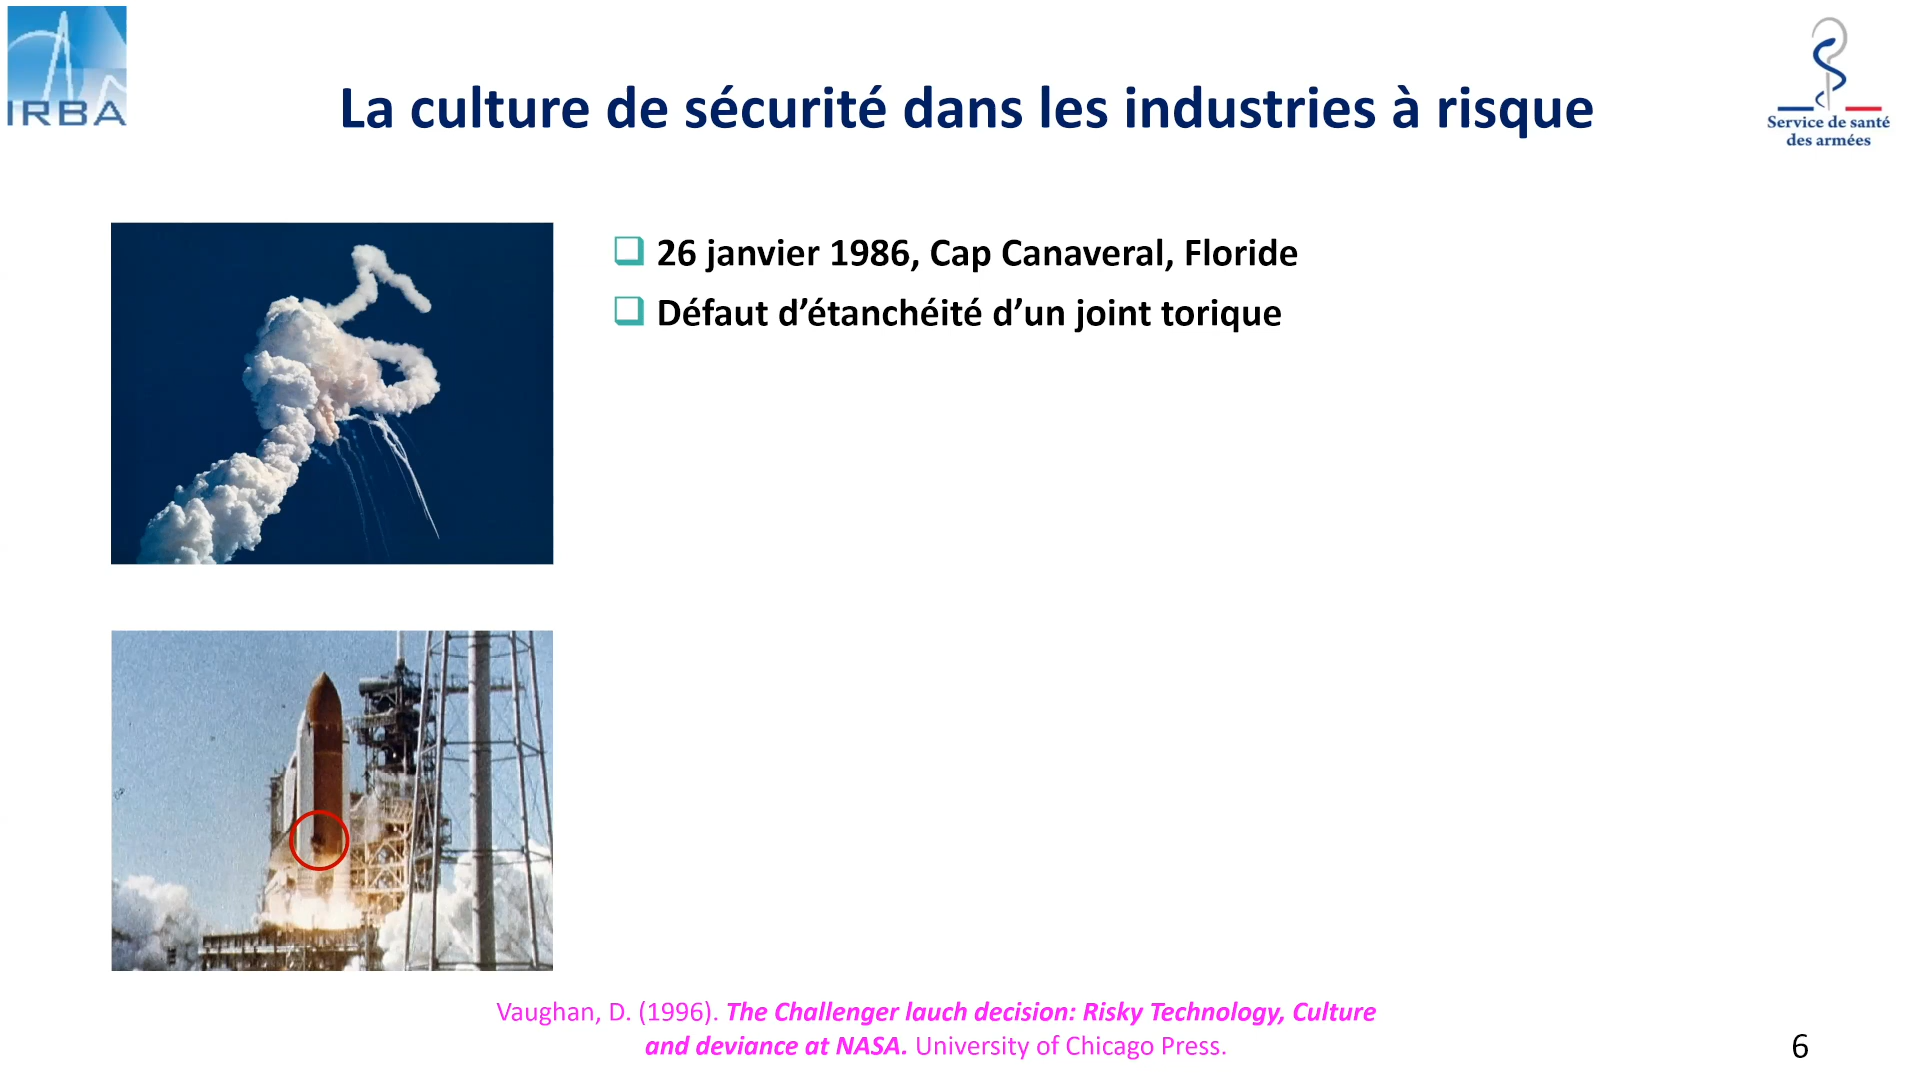 IRBA
La culture de sécurité dans les industries à risque
Service de santé
des armées
26 janvier 1986, Cap Canaveral, Floride
Défaut d’étanchéité d’un joint torique
Vaughan, D. (1996). The Challenger lauch decision: Risky Technology, Culture
and deviance at NASA. University of Chicago Press.
6